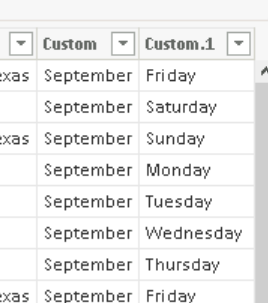 Custom Custom.1
exas September Friday
September Saturday
exas September Sunday
September Monday
September Tuesday
September Wednesday
September Thursday
exas September Friday